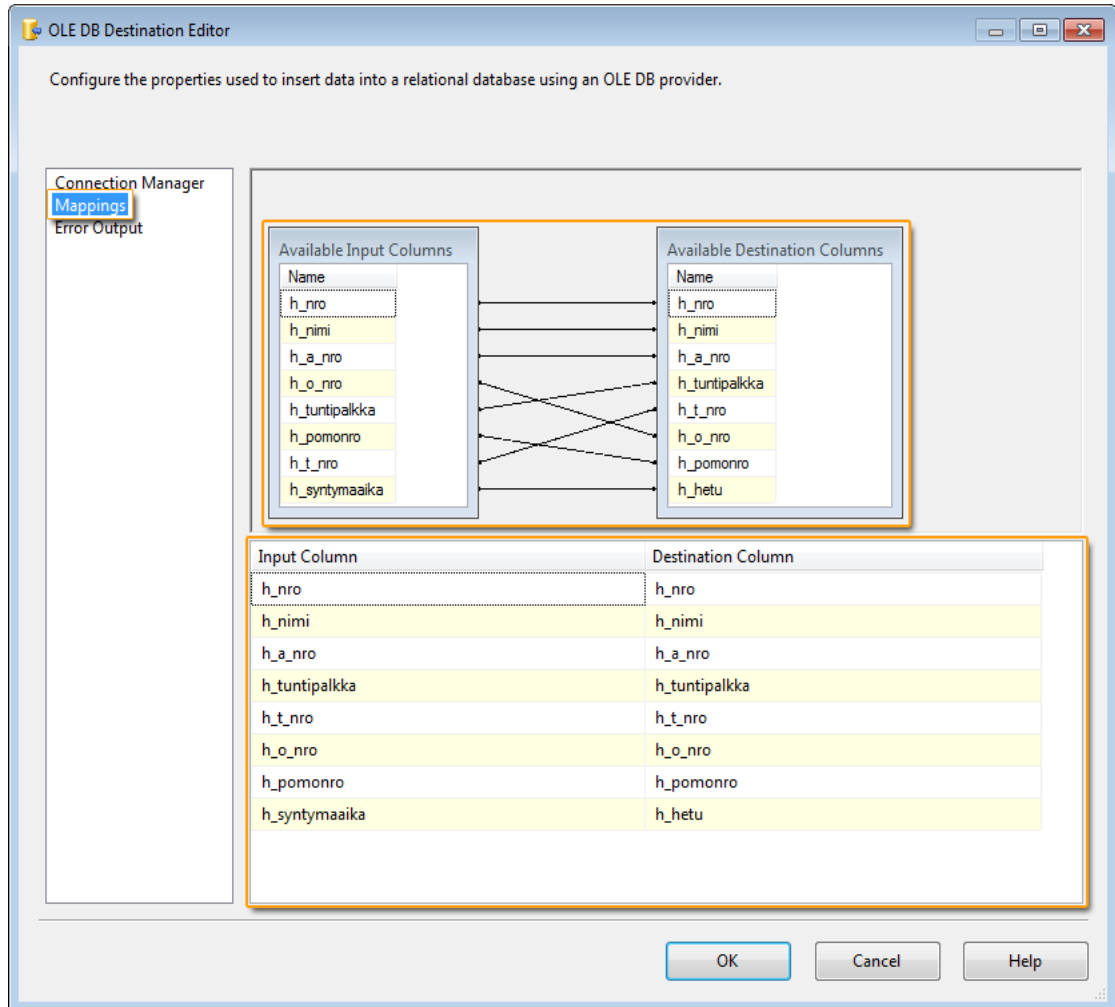 OLE DB Destination Editor
Configure the properties used to insert data into a relational database using an OLE DB provider.
Connection Manager
Mappings
Error Output
Available Input Columns
Name
h_nro
h_nimi
h_a_nro
h_o_nro
h_tuntipalkka
h_pomonro
h_t_nro
h_syntymaaika
Available Destination Columns
Name
h_nro
h_nimi
h_a_nro
h_tuntipalkka
h_t_nro
h_o_nro
h_pomonro
h_hetu
Input Column Destination Column
h_nro h_nro
h_nimi h_nimi
h_a_nro h_a_nro
h_tuntipalkka h_tuntipalkka
h_t_nro h_t_nro
h_o_nro h_o_nro
h_pomonro h_pomonro
h_syntymaaika h_hetu
OK Cancel Help